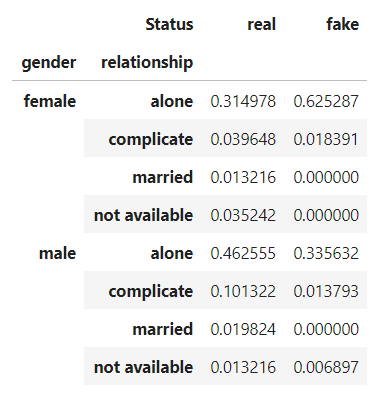 Status real fake
gender relationship
female alone 0.314978 0.625287
complicate 0.039648 0.018391
married 0.013216 0.000000
not available 0.035242 0.000000
male alone 0.462555 0.335632
complicate 0.101322 0.013793
married 0.019824 0.000000
not available 0.013216 0.006897